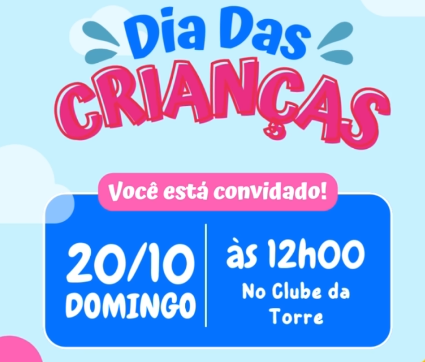 Dia Das
CRIANÇAS
Você está convidado!
20/10
DOMINGO
às 12h00
No Clube da
Torre